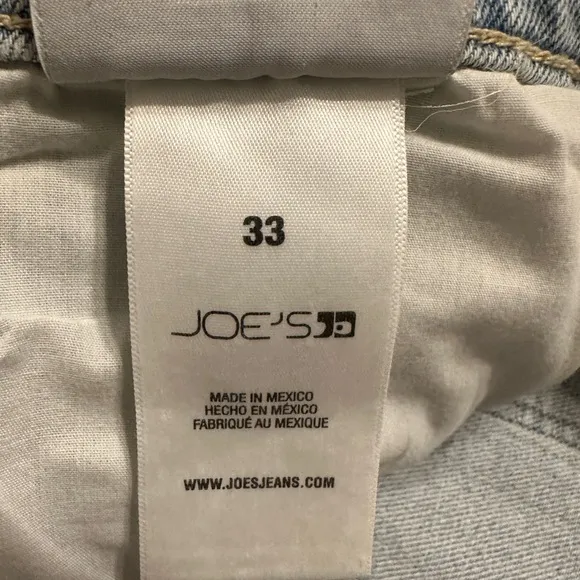 33
JOE'S
MADE IN MEXICO
HECHO EN MÉXICO
FABRIQUÉ AU MEXIQUE
WWW.JOESJEANS.COM